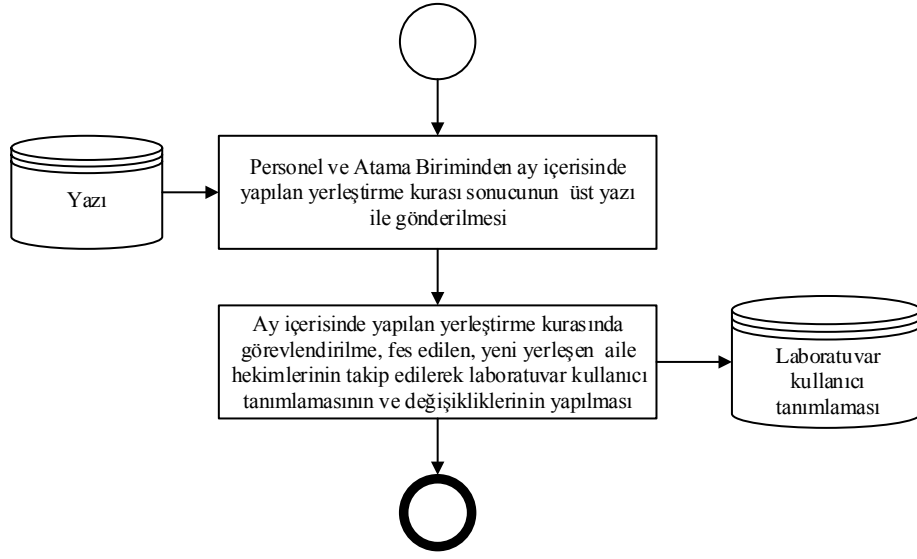 Personel ve Atama Biriminden ay içerisinde
yapılan yerleştirme kurası sonucunun üst yazı
ile gönderilmesi
Yazı
Ay içerisinde yapılan yerleştirme kurasında
görevlendirilme, fes edilen, yeni yerleşen aile
hekimlerinin takip edilerek laboratuvar kullanıcı
tanımlamasının ve değişikliklerinin yapılması
Laboratuvar
kullanıcı
tanımlaması